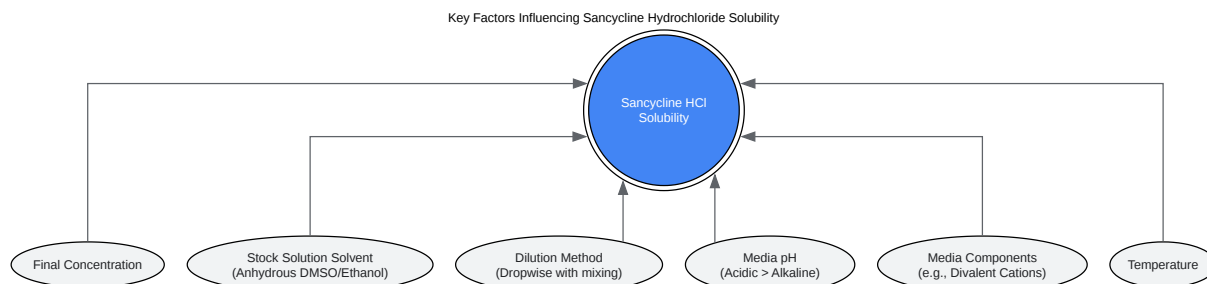 Key Factors Influencing Sancycline Hydrochloride Solubility
Sancycline HCl
Solubility
Final Concentration
Stock Solution Solvent
(Anhydrous DMSO/Ethanol)
Dilution Method
(Dropwise with mixing)
Media pH
(Acidic > Alkaline)
Media Components
(e.g., Divalent Cations)
Temperature